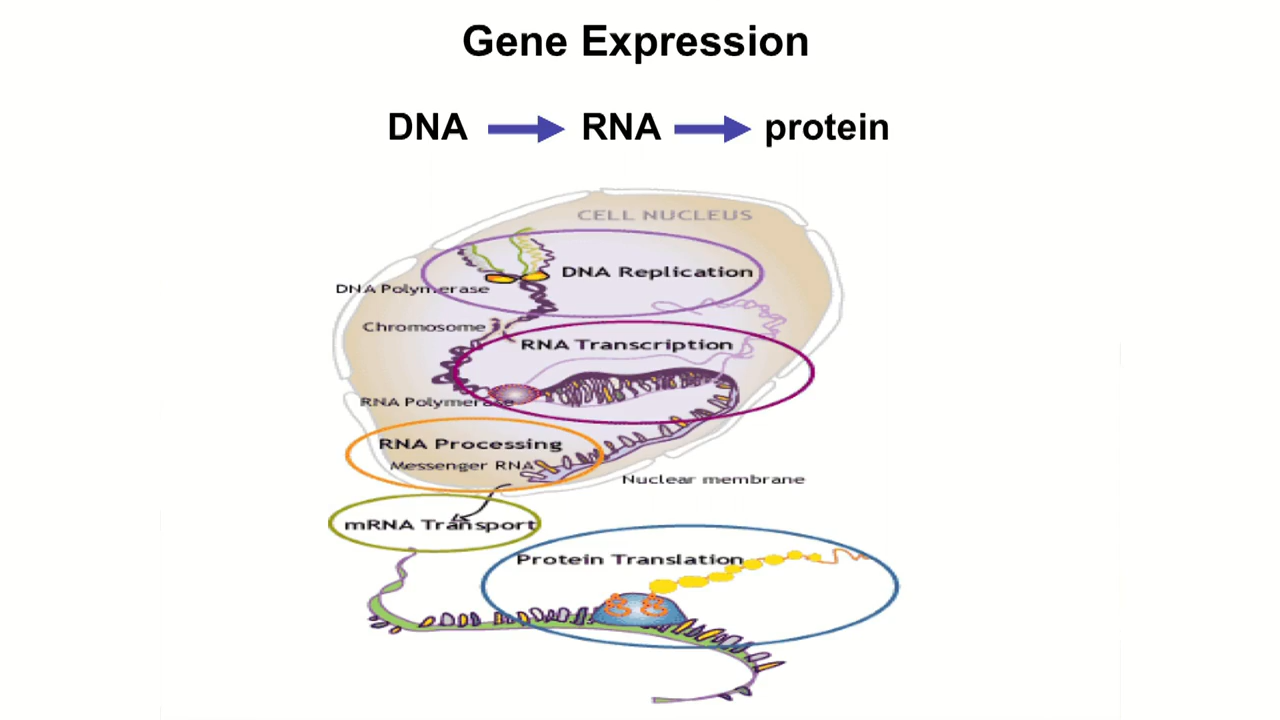 Gene Expression
DNA RNA protein
CELL NUCLEUS
DNA Replication
DNA Polymerase
Chromosome
RNA Transcription
RNA Polymerase
RNA Processing
Messenger RNA
Nuclear membrane
mRNA Transport
Protein Translation